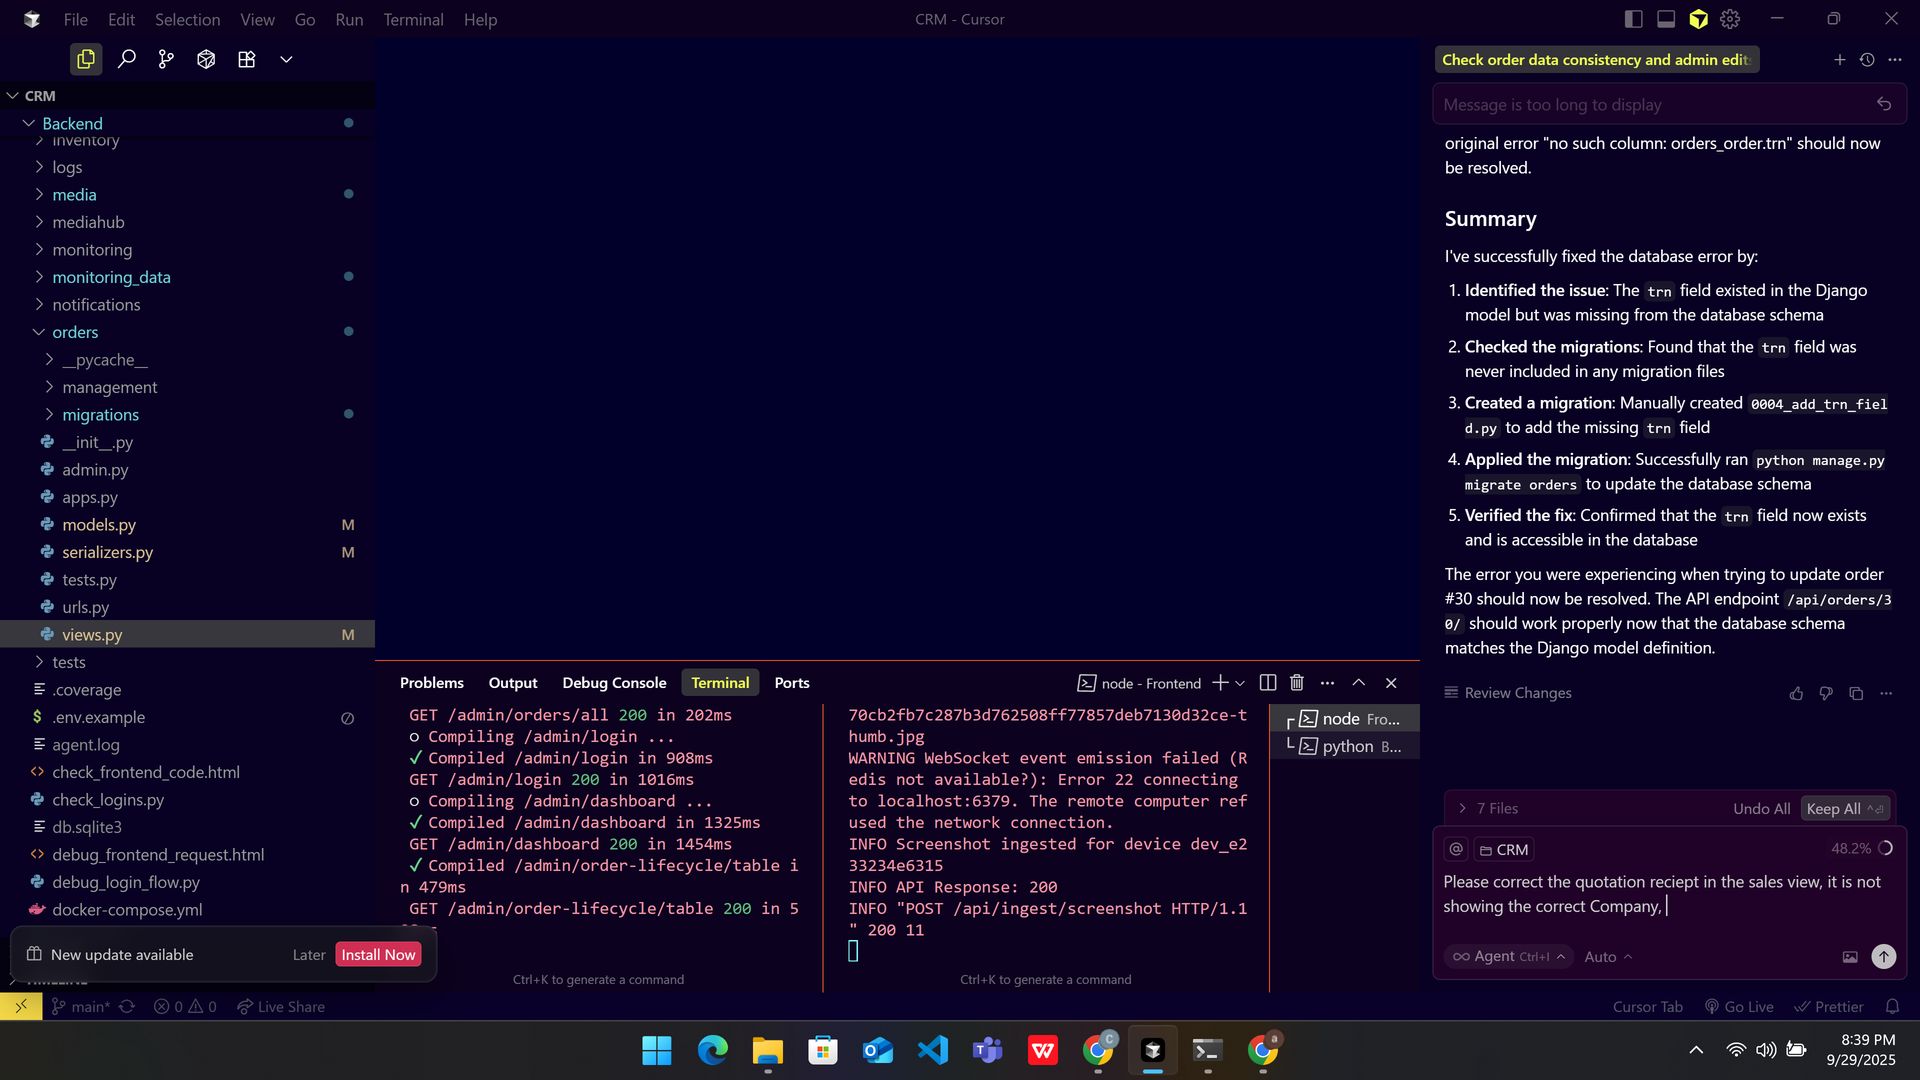 File Edit Selection View Go Run Terminal Help
CRM - Cursor
CRM
Backend
inventory
logs
media
mediahub
monitoring
monitoring_data
notifications
orders
__pycache__
management
migrations
__init__.py
admin.py
apps.py
models.py M
serializers.py M
tests.py
urls.py
views.py M
tests
.coverage
.env.example
agent.log
check_frontend_code.html
check_logins.py
db.sqlite3
debug_frontend_request.html
debug_login_flow.py
docker-compose.yml
New update available Later Install Now
TIMELINE
main* 0 0 Live Share
Problems Output Debug Console Terminal Ports
node - Frontend
GET /admin/orders/all 200 in 202ms
○ Compiling /admin/login ...
✓ Compiled /admin/login in 908ms
GET /admin/login 200 in 1016ms
○ Compiling /admin/dashboard ...
✓ Compiled /admin/dashboard in 1325ms
GET /admin/dashboard 200 in 1454ms
✓ Compiled /admin/order-lifecycle/table i
n 479ms
GET /admin/order-lifecycle/table 200 in 5
Ctrl+K to generate a command
70cb2fb7c287b3d762508ff77857deb7130d32ce-t
humb.jpg
WARNING WebSocket event emission failed (R
edis not available?): Error 22 connecting
to localhost:6379. The remote computer ref
used the network connection.
INFO Screenshot ingested for device dev_e2
33234e6315
INFO API Response: 200
INFO "POST /api/ingest/screenshot HTTP/1.1
" 200 11
Ctrl+K to generate a command
node Fro...
python B...
Check order data consistency and admin edit
Message is too long to display
original error "no such column: orders_order.trn" should now
be resolved.
Summary
I've successfully fixed the database error by:
1. Identified the issue: The trn field existed in the Django
model but was missing from the database schema
2. Checked the migrations: Found that the trn field was
never included in any migration files
3. Created a migration: Manually created 0004_add_trn_fiel
d.py to add the missing trn field
4. Applied the migration: Successfully ran python manage.py
migrate orders to update the database schema
5. Verified the fix: Confirmed that the trn field now exists
and is accessible in the database
The error you were experiencing when trying to update order
#30 should now be resolved. The API endpoint /api/orders/3
0/ should work properly now that the database schema
matches the Django model definition.
Review Changes
7 Files Undo All Keep All
@ CRM 48.2%
Please correct the quotation reciept in the sales view, it is not
showing the correct Company,
Agent Ctrl+I Auto
Cursor Tab Go Live Prettier
8:39 PM
9/29/2025